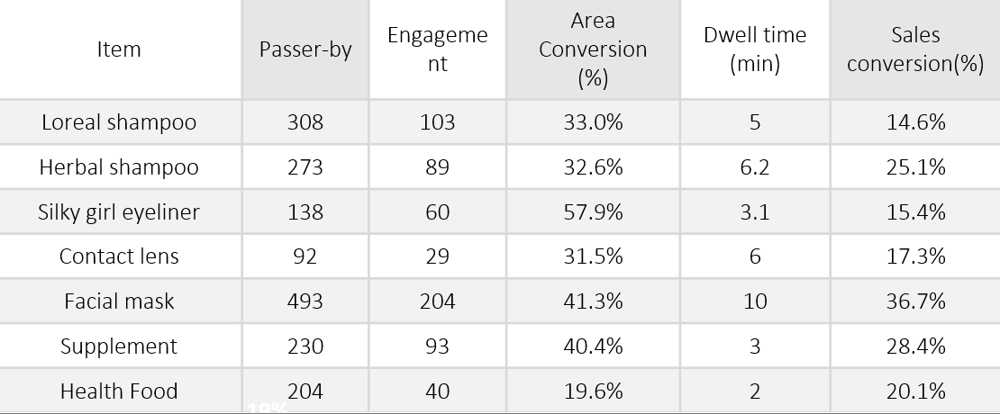 Item Passer-by Engageme
nt Area
Conversion
(%) Dwell time
(min) Sales
conversion(%)
Loreal shampoo 308 103 33.0% 5 14.6%
Herbal shampoo 273 89 32.6% 6.2 25.1%
Silky girl eyeliner 138 60 57.9% 3.1 15.4%
Contact lens 92 29 31.5% 6 17.3%
Facial mask 493 204 41.3% 10 36.7%
Supplement 230 93 40.4% 3 28.4%
Health Food 204 40 19.6% 2 20.1%
19%